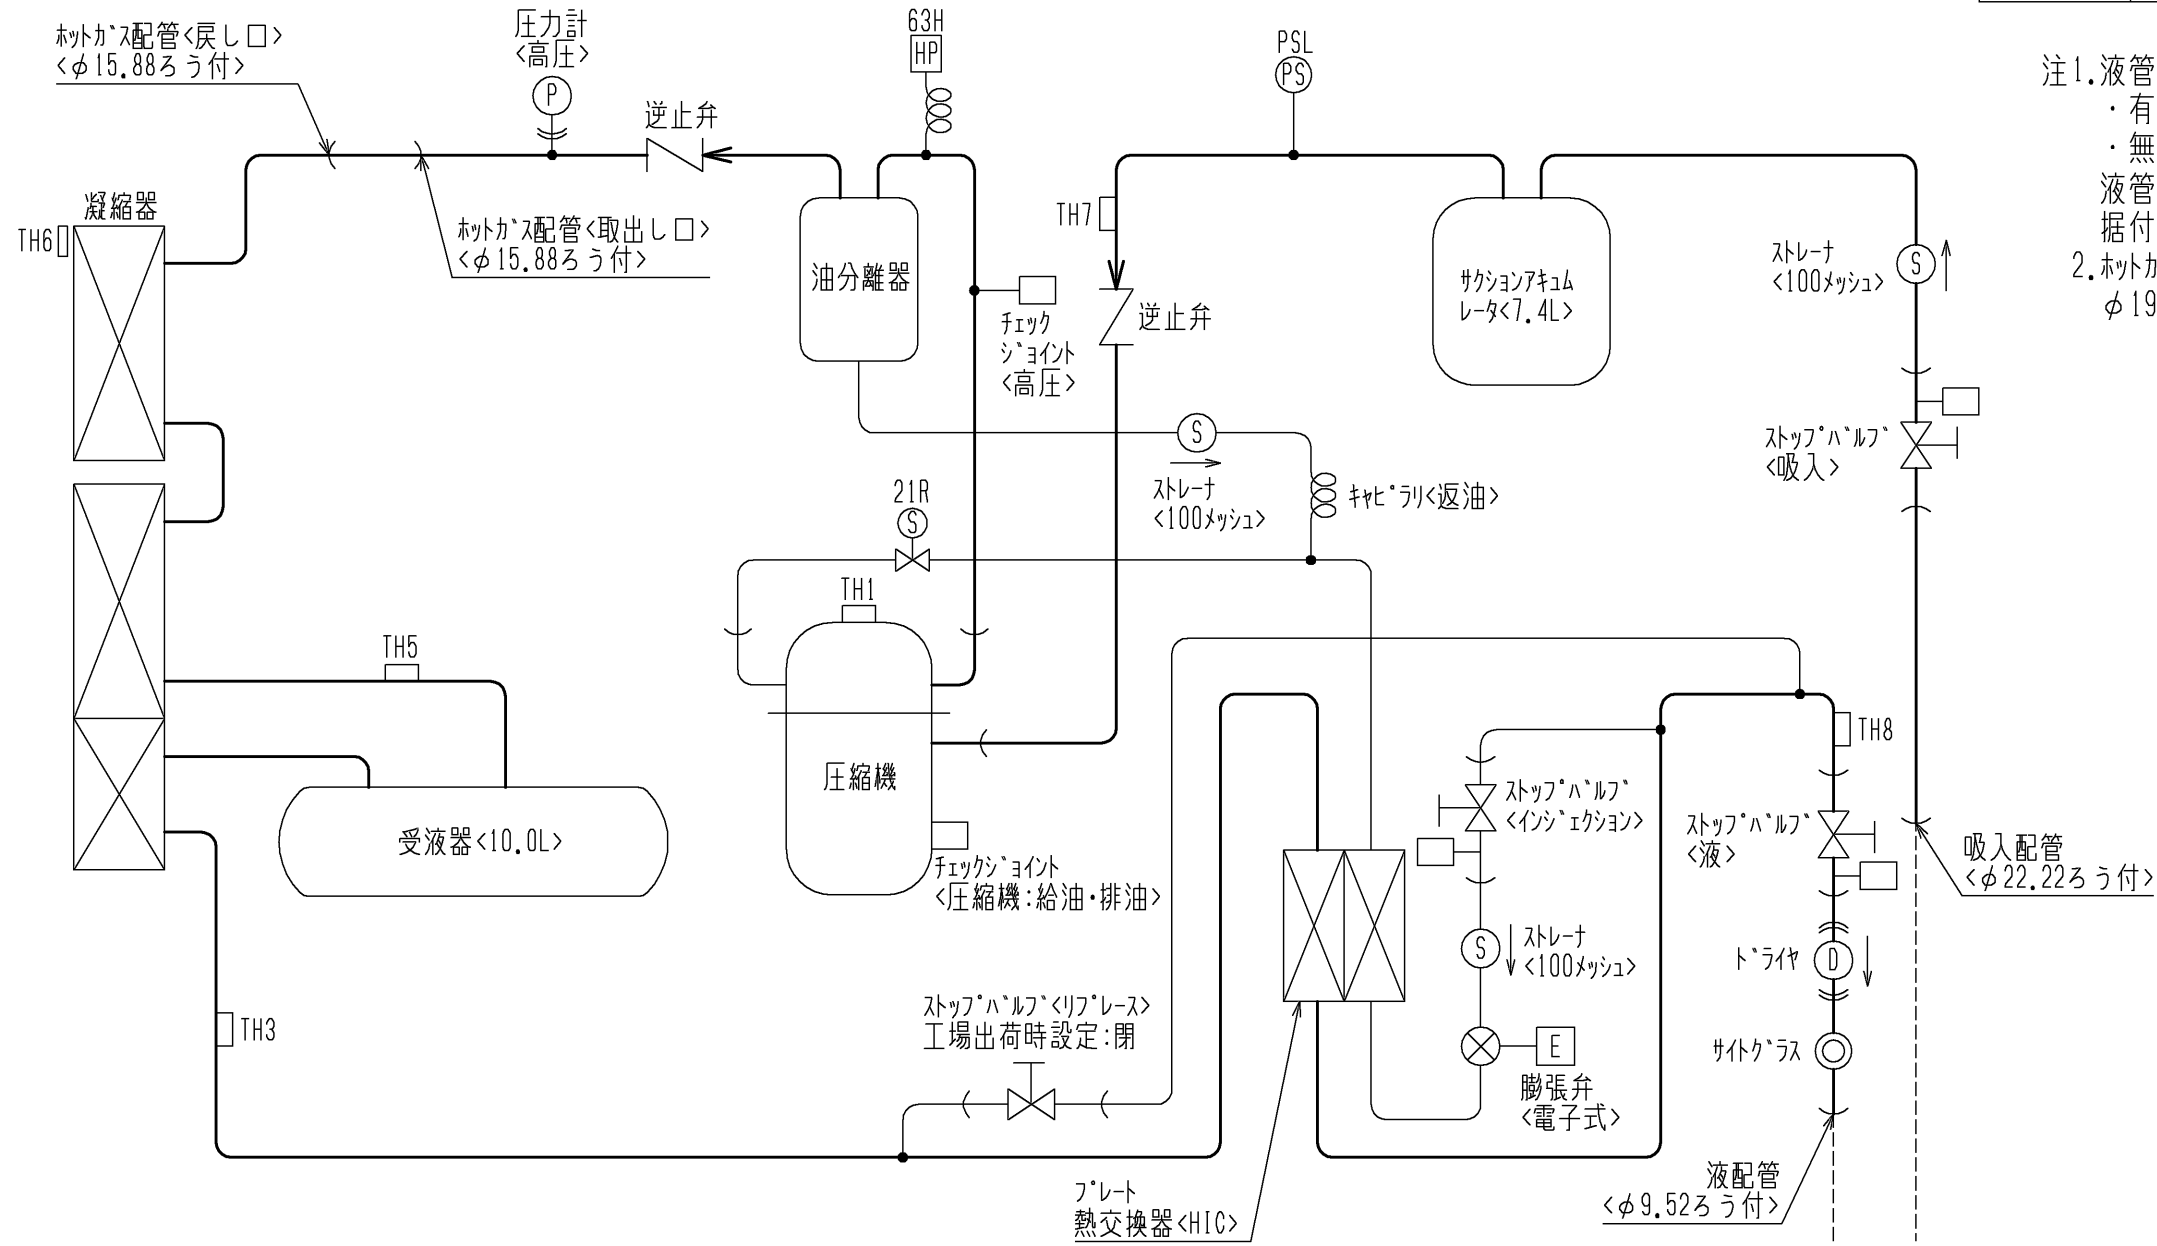 ﾎｯﾄｶﾞｽ配管<戻し口>
<φ15.88ろう付>
圧力計
<高圧>
P
逆止弁
63H
HP
PSL
PS
注1.液管
・有
・無
液管
据付
2.ﾎｯﾄｶ
φ19
凝縮器
TH6
ﾎｯﾄｶﾞｽ配管<取出し口>
<φ15.88ろう付>
油分離器
チェック
ジョイント
<高圧>
TH7
逆止弁
ｻｸｼｮﾝｱｷｭﾑ
ﾚｰﾀ<7.4L>
ストレーナ
<100メッシュ>
S
ストップバルブ
<吸入>
S
ストレーナ
<100メッシュ>
ｷｬﾋﾟﾗﾘ<返油>
21R
S
TH1
TH5
圧縮機
受液器<10.0L>
チェックジョイント
<圧縮機:給油・排油>
TH8
ストップバルブ
<インジェクション>
ストップバルブ
<液>
吸入配管
<φ22.22ろう付>
S
ストレーナ
<100メッシュ>
ドライヤ
D
TH3
ストップバルブ<リプレース>
工場出荷時設定:閉
E
膨張弁
<電子式>
サイトグラス
プレート
熱交換器<HIC>
液配管
<φ9.52ろう付>